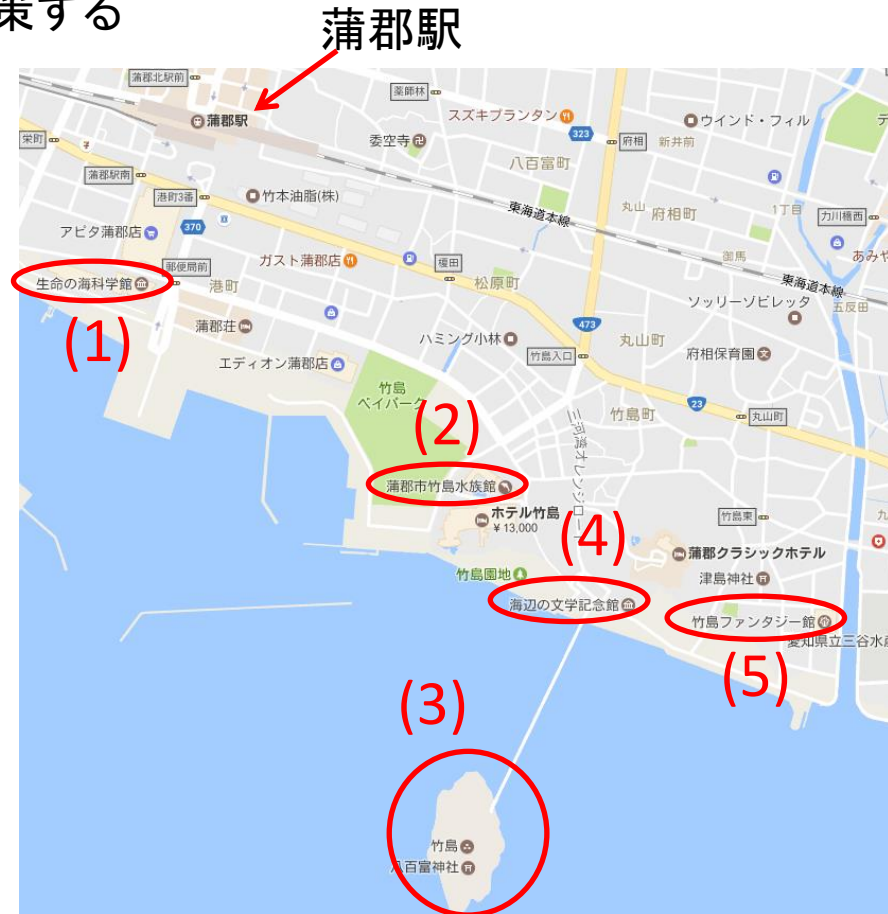 策する
蒲郡駅
蒲郡北駅前
薬師林
スズキプランタン
蒲郡駅
323
ウインド・フィル
栄町
委空寺
府相
新井前
八百富町
蒲郡駅南
港町3番
竹本油脂(株)
東海道本線
丸山
府相町
1丁目
力川橋西
アピタ蒲郡店
370
ガスト蒲郡店
榎田
御馬
あみや
郵便局前
東海道本線
生命の海科学館
港町
松原町
ソッリーゾビレッタ
五反田
(1)
蒲郡荘
473
ハミング小林
丸山町
エディオン蒲郡店
竹島入口
府相保育園
竹島
ベイパーク
23
(2)
竹島町
丸山町
三河湾オレンジロード
蒲郡市竹島水族館
ホテル竹島
¥ 13,000
(4)
竹島東
九
蒲郡クラシックホテル
竹島園地
津島神社
海辺の文学記念館
竹島ファンタジー館
愛知県立三谷水産
(5)
(3)
竹島
八百富神社